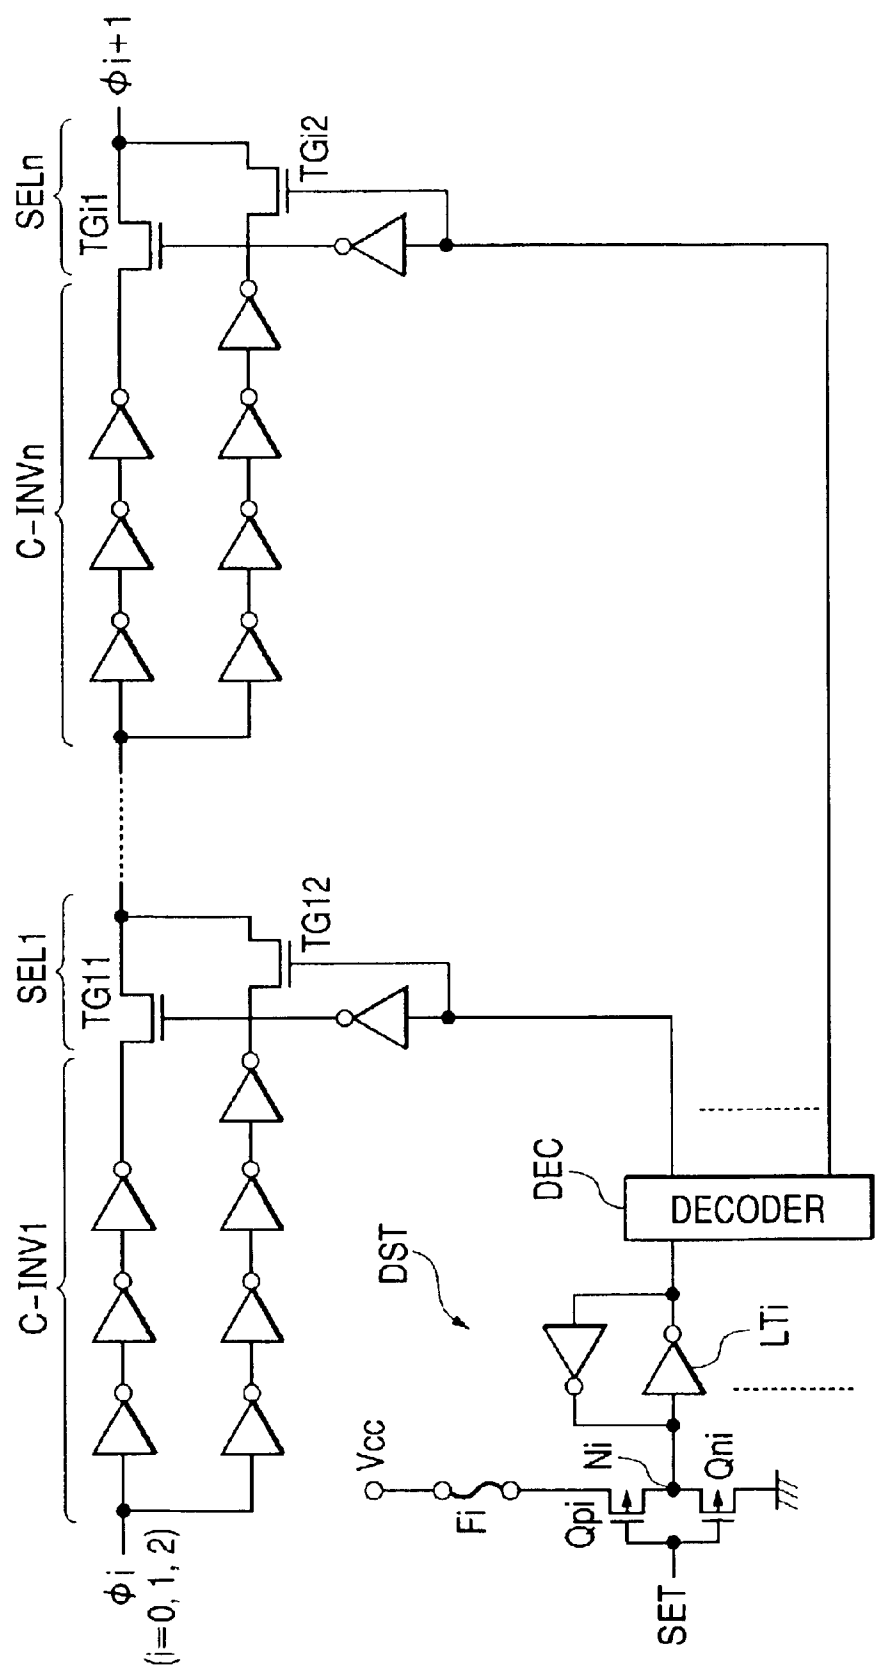 C-INV1
SEL1
C-INVn
SELn
TG11
TGi1
ϕi
(i=0, 1, 2)
ϕi+1
TG12
TGi2
Vcc
DST
Fi
DEC
Qpi
Ni
SET
DECODER
Qni
LTi